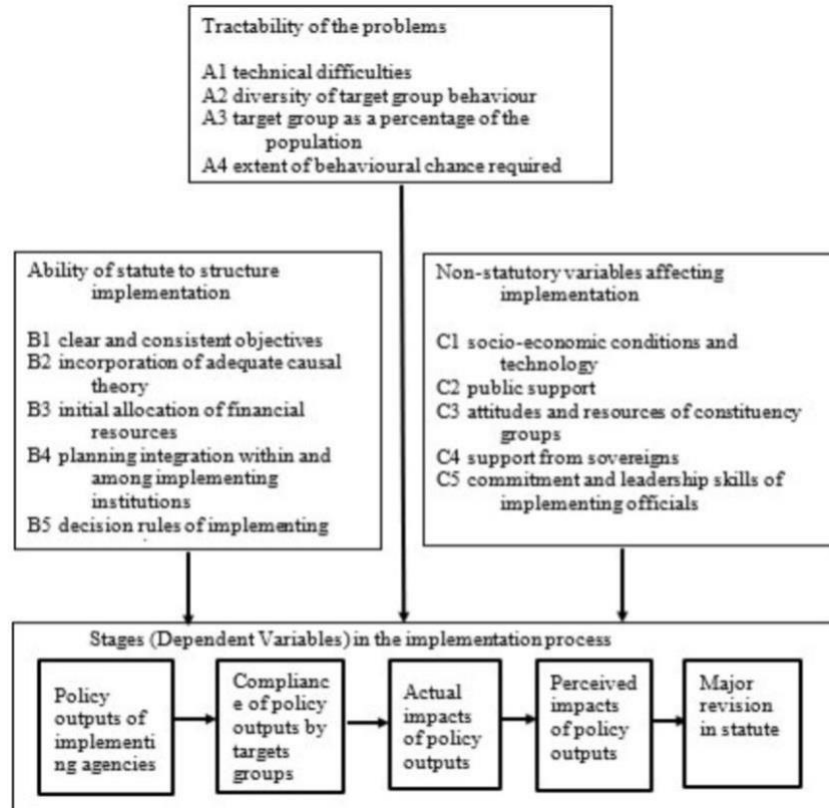 Tractability of the problems
A1 technical difficulties
A2 diversity of target group behaviour
A3 target group as a percentage of the
population
A4 extent of behavioural chance required
Ability of statute to structure
implementation
B1 clear and consistent objectives
B2 incorporation of adequate causal
theory
B3 initial allocation of financial
resources
B4 planning integration within and
among implementing
institutions
B5 decision rules of implementing
Non-statutory variables affecting
implementation
C1 socio-economic conditions and
technology
C2 public support
C3 attitudes and resources of constituency
groups
C4 support from sovereigns
C5 commitment and leadership skills of
implementing officials
Stages (Dependent Variables) in the implementation process
Policy
outputs of
implementi
ng agencies
Complianc
e of policy
outputs by
targets
groups
Actual
impacts
of policy
outputs
Perceived
impacts
of policy
outputs
Major
revision
in statute